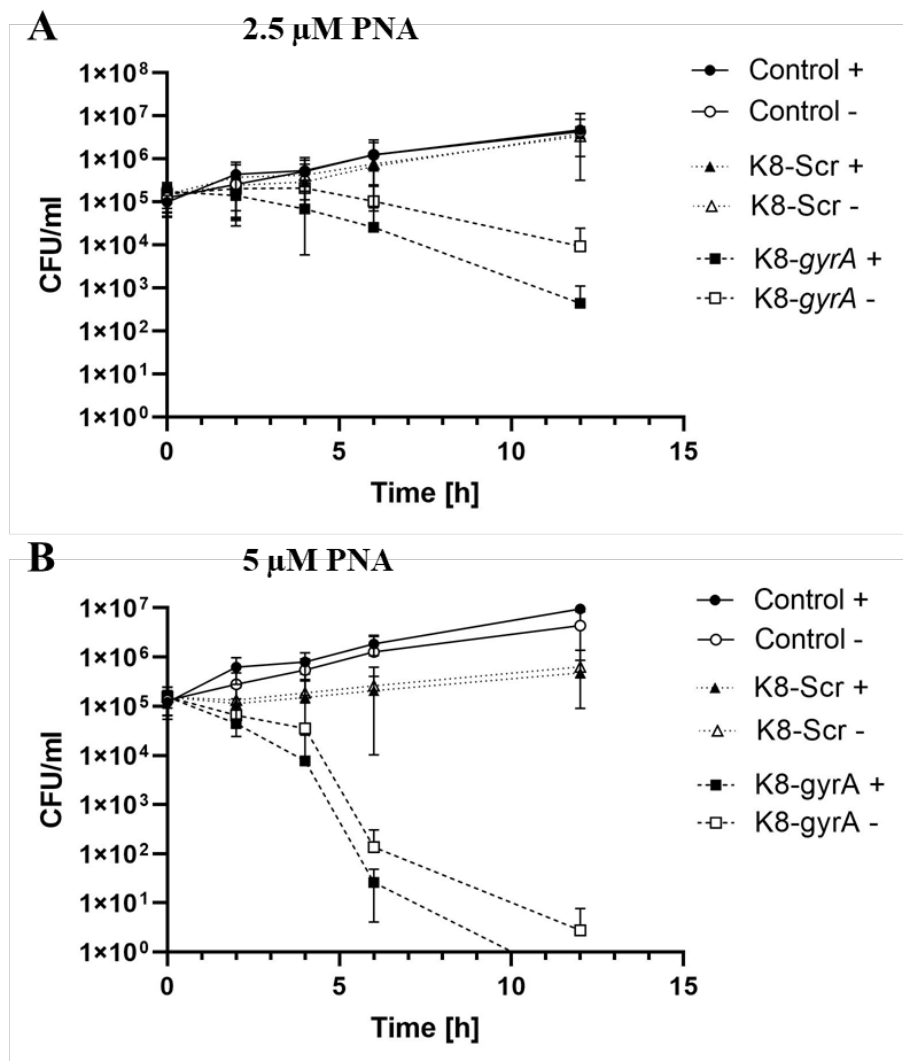 A
2.5 µM PNA
1×10⁸
1×10⁷
1×10⁶
1×10⁵
1×10⁴
1×10³
1×10²
1×10¹
1×10⁰
CFU/ml
0 5 10 15
Time [h]
Control +
Control -
K8-Scr +
K8-Scr -
K8-gyrA +
K8-gyrA -
B
5 µM PNA
1×10⁷
1×10⁶
1×10⁵
1×10⁴
1×10³
1×10²
1×10¹
1×10⁰
CFU/ml
0 5 10 15
Time [h]
Control +
Control -
K8-Scr +
K8-Scr -
K8-gyrA +
K8-gyrA -